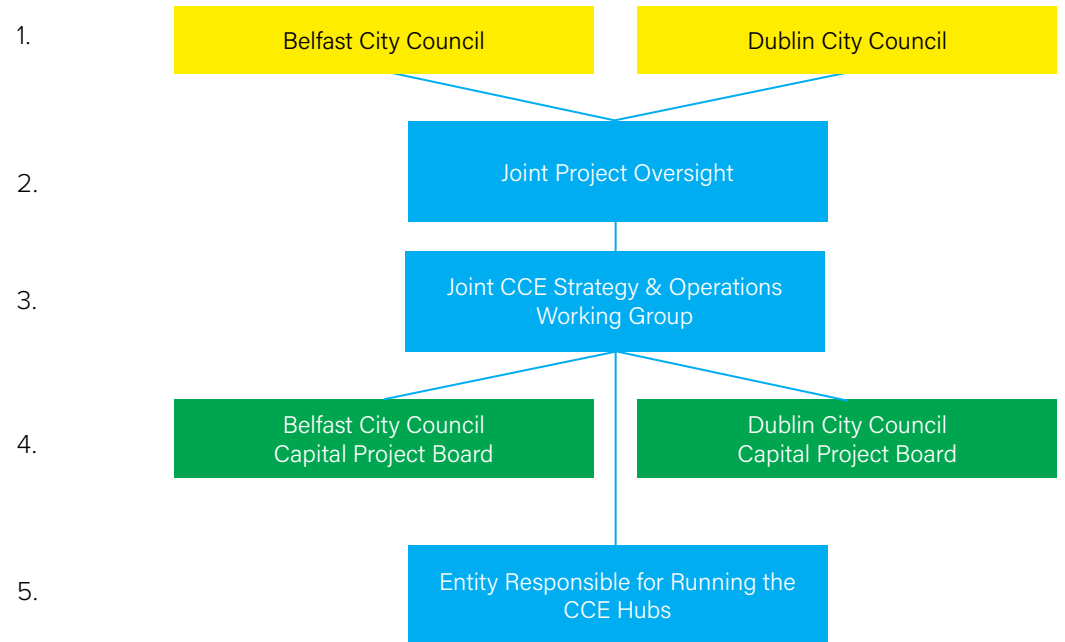 1.
Belfast City Council
Dublin City Council
2.
Joint Project Oversight
3.
Joint CCE Strategy & Operations
Working Group
4.
Belfast City Council
Capital Project Board
Dublin City Council
Capital Project Board
5.
Entity Responsible for Running the
CCE Hubs